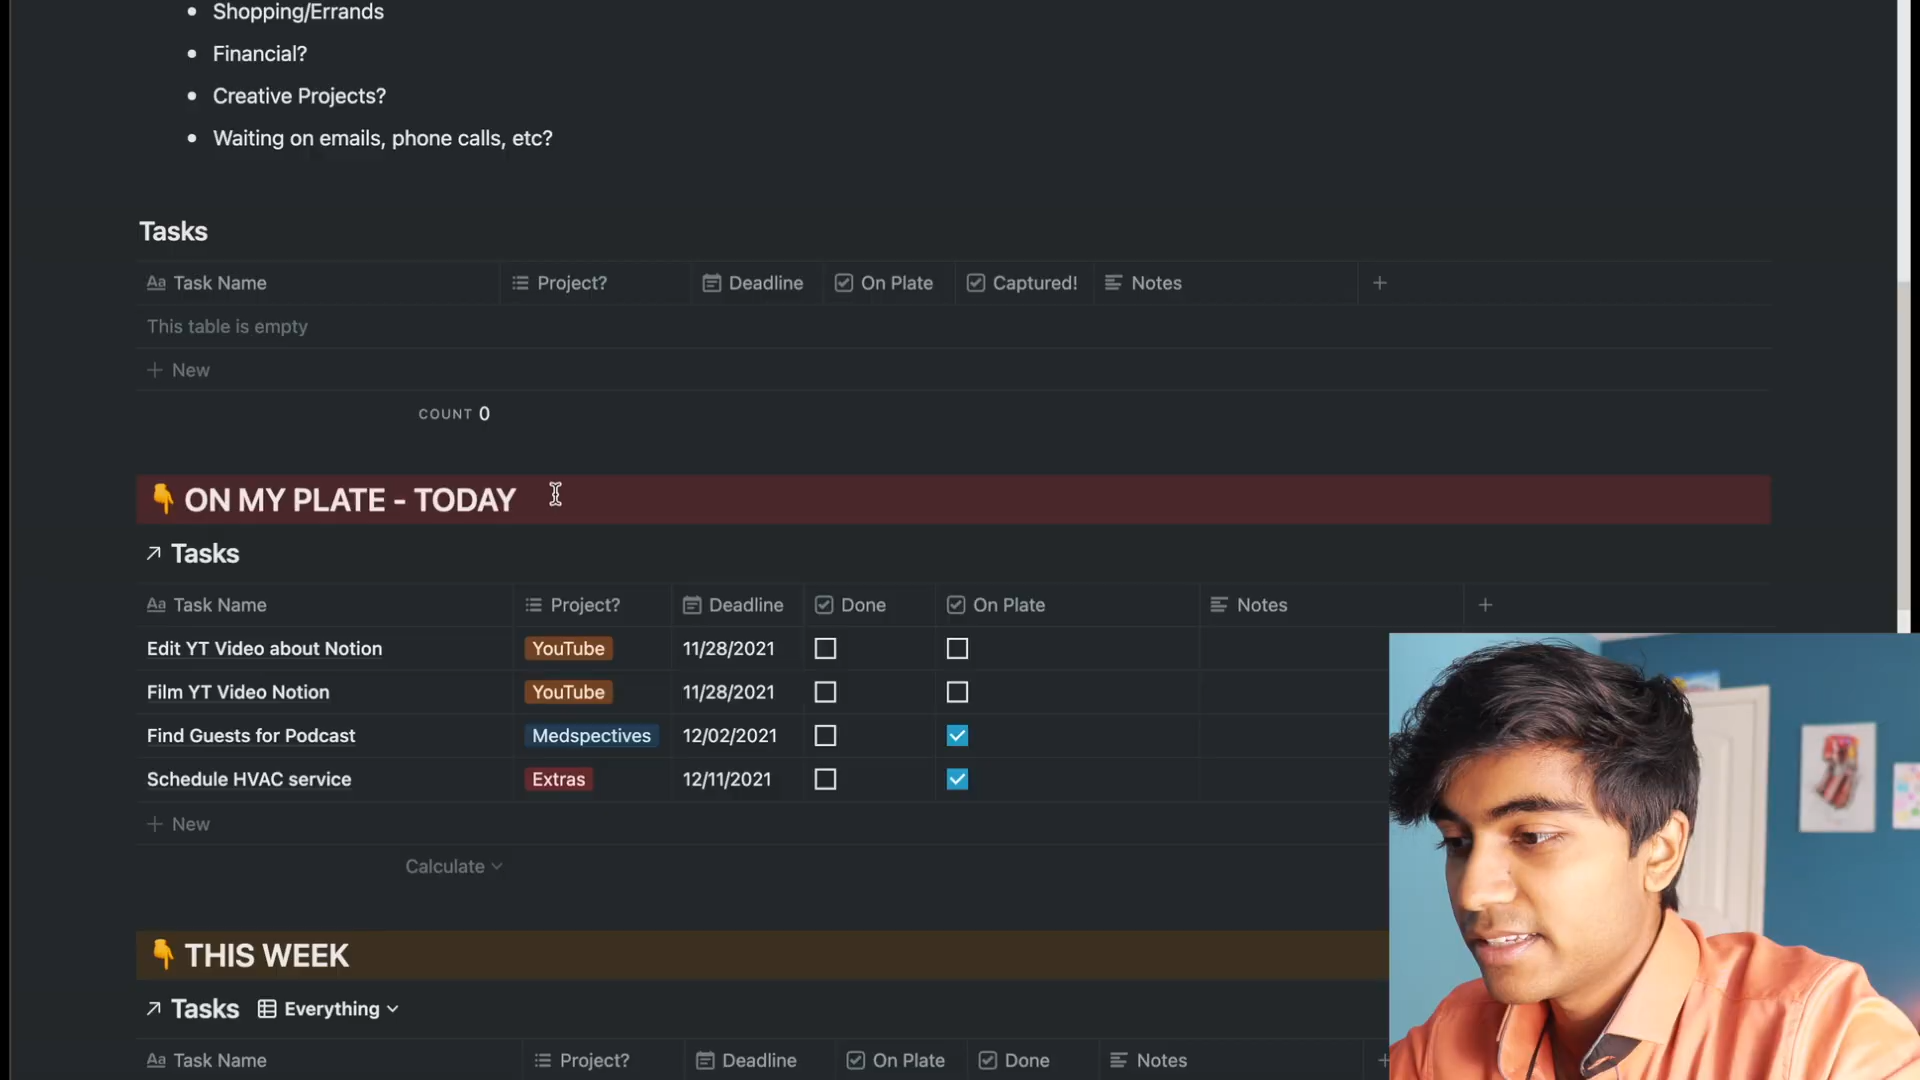 Shopping/Errands
Financial?
Creative Projects?
Waiting on emails, phone calls, etc?
Tasks
Aa Task Name Project? Deadline On Plate Captured! Notes +
This table is empty
+ New
COUNT 0
👇 ON MY PLATE - TODAY
↗ Tasks
Aa Task Name Project? Deadline Done On Plate Notes +
Edit YT Video about Notion YouTube 11/28/2021
Film YT Video Notion YouTube 11/28/2021
Find Guests for Podcast Medspectives 12/02/2021
Schedule HVAC service Extras 12/11/2021
+ New
Calculate
👇 THIS WEEK
↗ Tasks Everything
Aa Task Name Project? Deadline On Plate Done Notes +